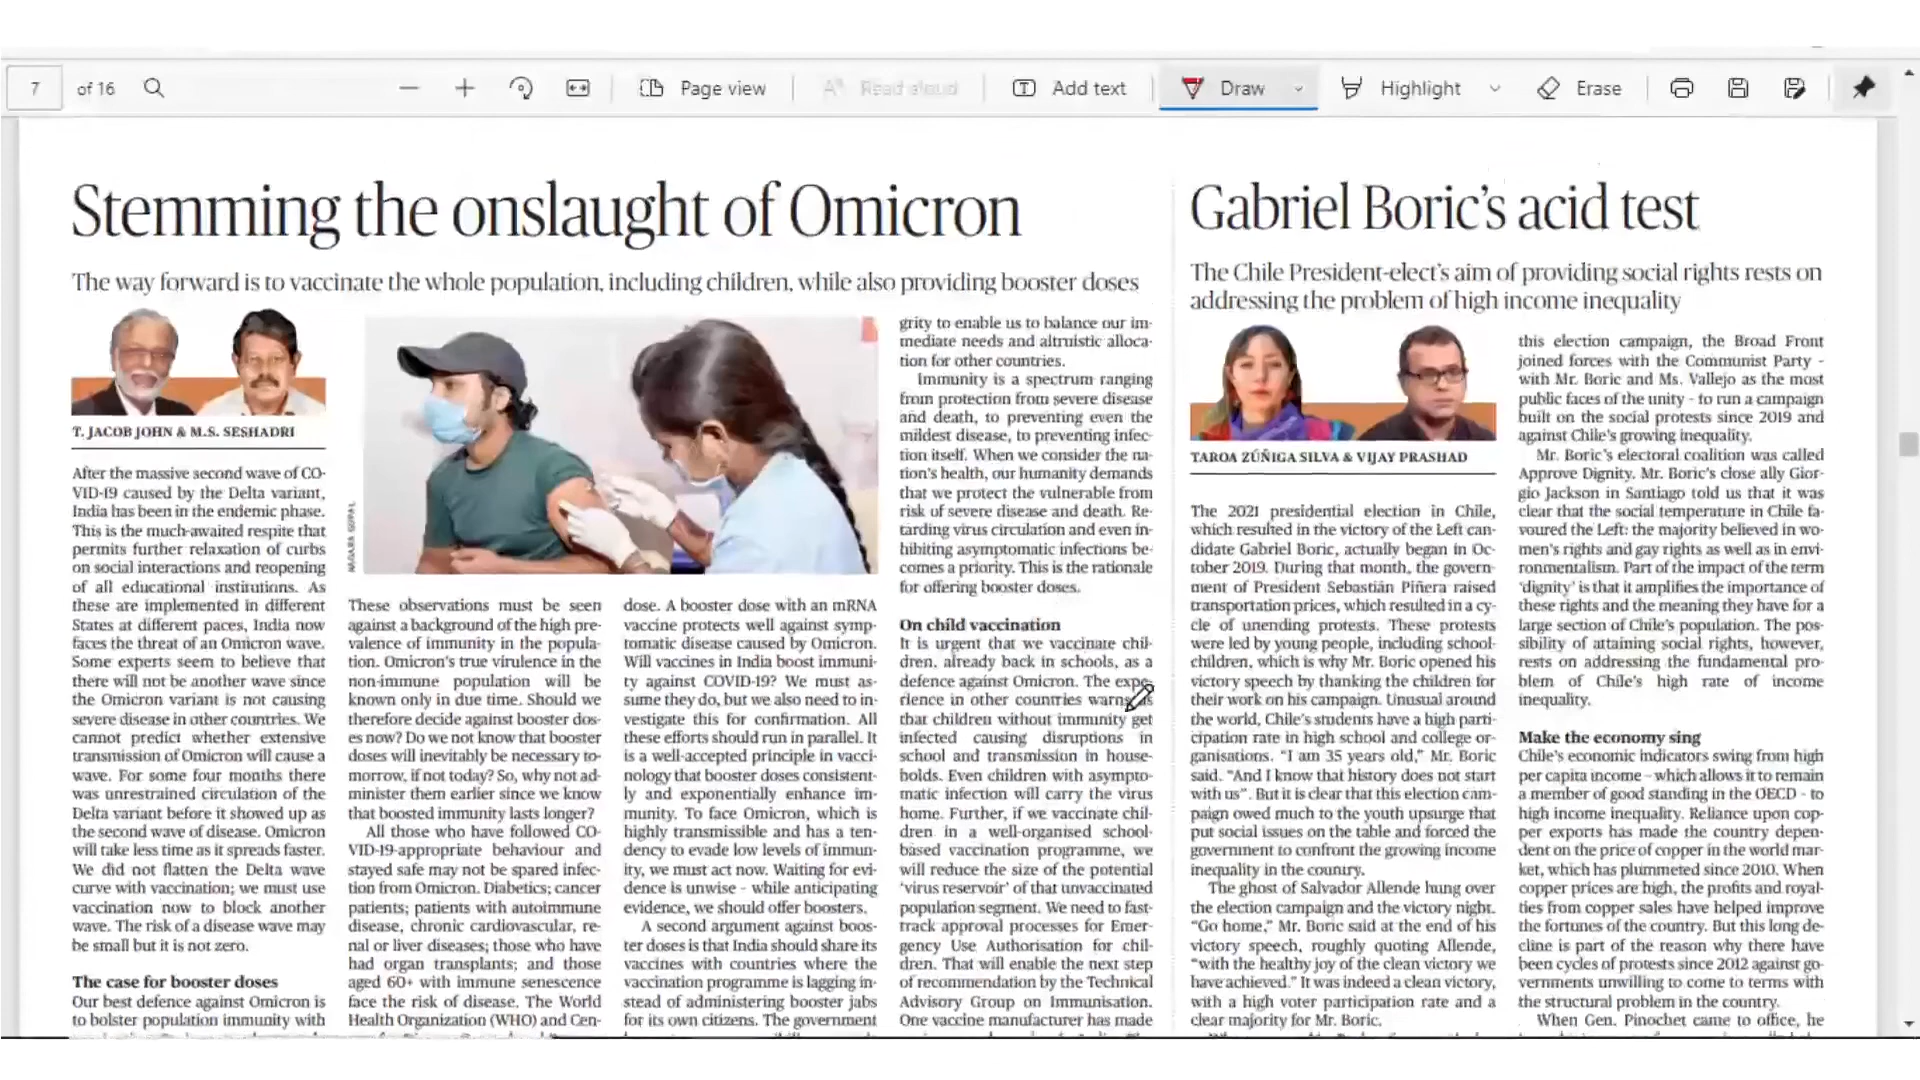 7 of 16
Page view
Read aloud
Add text
Draw
Highlight
Erase
Stemming the onslaught of Omicron
The way forward is to vaccinate the whole population, including children, while also providing booster doses
T. JACOB JOHN & M.S. SESHADRI
After the massive second wave of CO-
VID-19 caused by the Delta variant,
India has been in the endemic phase.
This is the much-awaited respite that
permits further relaxation of curbs
on social interactions and reopening
of all educational institutions. As
these are implemented in different
States at different paces, India now
faces the threat of an Omicron wave.
Some experts seem to believe that
there will not be another wave since
the Omicron variant is not causing
severe disease in other countries. We
cannot predict whether extensive
transmission of Omicron will cause a
wave. For some four months there
was unrestrained circulation of the
Delta variant before it showed up as
the second wave of disease. Omicron
will take less time as it spreads faster.
We did not flatten the Delta wave
curve with vaccination; we must use
vaccination now to block another
wave. The risk of a disease wave may
be small but it is not zero.
The case for booster doses
Our best defence against Omicron is
to bolster population immunity with
These observations must be seen
against a background of the high pre-
valence of immunity in the popula-
tion. Omicron's true virulence in the
non-immune population will be
known only in due time. Should we
therefore decide against booster dos-
es now? Do we not know that booster
doses will inevitably be necessary to-
morrow, if not today? So, why not ad-
minister them earlier since we know
that boosted immunity lasts longer?
All those who have followed CO-
VID-19-appropriate behaviour and
stayed safe may not be spared infec-
tion from Omicron. Diabetics; cancer
patients; patients with autoimmune
disease, chronic cardiovascular, re-
nal or liver diseases; those who have
had organ transplants; and those
aged 60+ with immune senescence
face the risk of disease. The World
Health Organization (WHO) and Cen-
dose. A booster dose with an mRNA
vaccine protects well against symp-
tomatic disease caused by Omicron.
Will vaccines in India boost immuni-
ty against COVID-19? We must as-
sume they do, but we also need to in-
vestigate this for confirmation. All
these efforts should run in parallel. It
is a well-accepted principle in vacci-
nology that booster doses consistent-
ly and exponentially enhance im-
munity. To face Omicron, which is
highly transmissible and has a ten-
dency to evade low levels of immun-
ity, we must act now. Waiting for evi-
dence is unwise - while anticipating
evidence, we should offer boosters.
A second argument against boos-
ter doses is that India should share its
vaccines with countries where the
vaccination programme is lagging in-
stead of administering booster jabs
for its own citizens. The government
grity to enable us to balance our im-
mediate needs and altruistic alloca-
tion for other countries.
Immunity is a spectrum ranging
from protection from severe disease
and death, to preventing even the
mildest disease, to preventing infec-
tion itself. When we consider the na-
tion's health, our humanity demands
that we protect the vulnerable from
risk of severe disease and death. Re-
tarding virus circulation and even in-
hibiting asymptomatic infections be-
comes a priority. This is the rationale
for offering booster doses.
On child vaccination
It is urgent that we vaccinate chil-
dren, already back in schools, as a
defence against Omicron. The expe-
rience in other countries warns
that children without immunity get
infected causing disruptions in
school and transmission in house-
holds. Even children with asympto-
matic infection will carry the virus
home. Further, if we vaccinate chil-
dren in a well-organised school-
based vaccination programme, we
will reduce the size of the potential
'virus reservoir' of that unvaccinated
population segment. We need to fast-
track approval processes for Emer-
gency Use Authorisation for chil-
dren. That will enable the next step
of recommendation by the Technical
Advisory Group on Immunisation.
One vaccine manufacturer has made
Gabriel Boric's acid test
The Chile President-elect's aim of providing social rights rests on
addressing the problem of high income inequality
TAROA ZÚÑIGA SILVA & VIJAY PRASHAD
The 2021 presidential election in Chile,
which resulted in the victory of the Left can-
didate Gabriel Boric, actually began in Oc-
tober 2019. During that month, the govern-
ment of President Sebastián Piñera raised
transportation prices, which resulted in a cy-
cle of unending protests. These protests
were led by young people, including school-
children, which is why Mr. Boric opened his
victory speech by thanking the children for
their work on his campaign. Unusual around
the world, Chile's students have a high parti-
cipation rate in high school and college or-
ganisations. "I am 35 years old," Mr. Boric
said. "And I know that history does not start
with us". But it is clear that this election cam-
paign owed much to the youth upsurge that
put social issues on the table and forced the
government to confront the growing income
inequality in the country.
The ghost of Salvador Allende hung over
the election campaign and the victory night.
"Go home," Mr. Boric said at the end of his
victory speech, roughly quoting Allende,
"with the healthy joy of the clean victory we
have achieved." It was indeed a clean victory,
with a high voter participation rate and a
clear majority for Mr. Boric.
this election campaign, the Broad Front
joined forces with the Communist Party -
with Mr. Boric and Ms. Vallejo as the most
public faces of the unity - to run a campaign
built on the social protests since 2019 and
against Chile's growing inequality.
Mr. Boric's electoral coalition was called
Approve Dignity. Mr. Boric's close ally Gior-
gio Jackson in Santiago told us that it was
clear that the social temperature in Chile fa-
voured the Left: the majority believed in wo-
men's rights and gay rights as well as in envi-
ronmentalism. Part of the impact of the term
'dignity' is that it amplifies the importance of
these rights and the meaning they have for a
large section of Chile's population. The pos-
sibility of attaining social rights, however,
rests on addressing the fundamental pro-
blem of Chile's high rate of income
inequality.
Make the economy sing
Chile's economic indicators swing from high
per capita income - which allows it to remain
a member of good standing in the OECD - to
high income inequality. Reliance upon cop-
per exports has made the country depen-
dent on the price of copper in the world mar-
ket, which has plummeted since 2010. When
copper prices are high, the profits and royal-
ties from copper sales have helped improve
the fortunes of the country. But this long de-
cline is part of the reason why there have
been cycles of protests since 2012 against go-
vernments unwilling to come to terms with
the structural problem in the country.
When Gen. Pinochet came to office, he